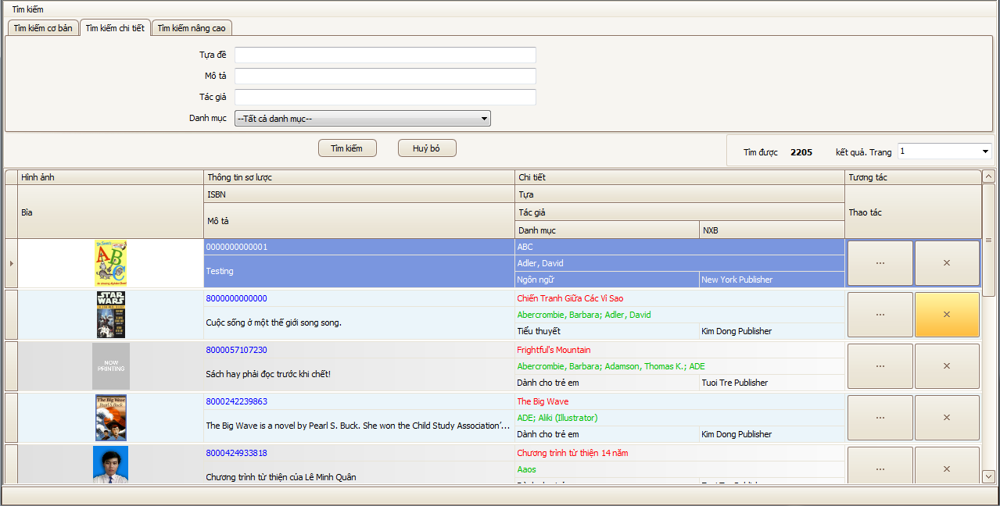 Tìm kiếm
Tìm kiếm cơ bản Tìm kiếm chi tiết Tìm kiếm nâng cao
Tựa đề
Mô tả
Tác giả
Danh mục --Tất cả danh mục--
Tìm kiếm Huỷ bỏ Tìm được 2205 kết quả. Trang 1
Hình ảnh Thông tin sơ lược Chi tiết Tương tác
Bìa ISBN Tựa Thao tác
Mô tả Tác giả
Danh mục NXB
ABC
0000000000001 ABC
Testing Adler, David
Ngôn ngữ New York Publisher
... ×
STAR WARS
8000000000000 Chiến Tranh Giữa Các Vì Sao
Cuộc sống ở một thế giới song song. Abercrombie, Barbara; Adler, David
Tiểu thuyết Kim Dong Publisher
... ×
NOW PRINTING
8000057107230 Frightful's Mountain
Sách hay phải đọc trước khi chết! Abercrombie, Barbara; Adamson, Thomas K.; ADE
Dành cho trẻ em Tuoi Tre Publisher
... ×
The Big Wave
Pearl S. Buck
8000242239863 The Big Wave
The Big Wave is a novel by Pearl S. Buck. She won the Child Study Association'... ADE; Aliki (Illustrator)
Dành cho trẻ em Kim Dong Publisher
... ×
8000424933818 Chương trình từ thiện 14 năm
Chương trình từ thiện của Lê Minh Quân Aaos
... ×